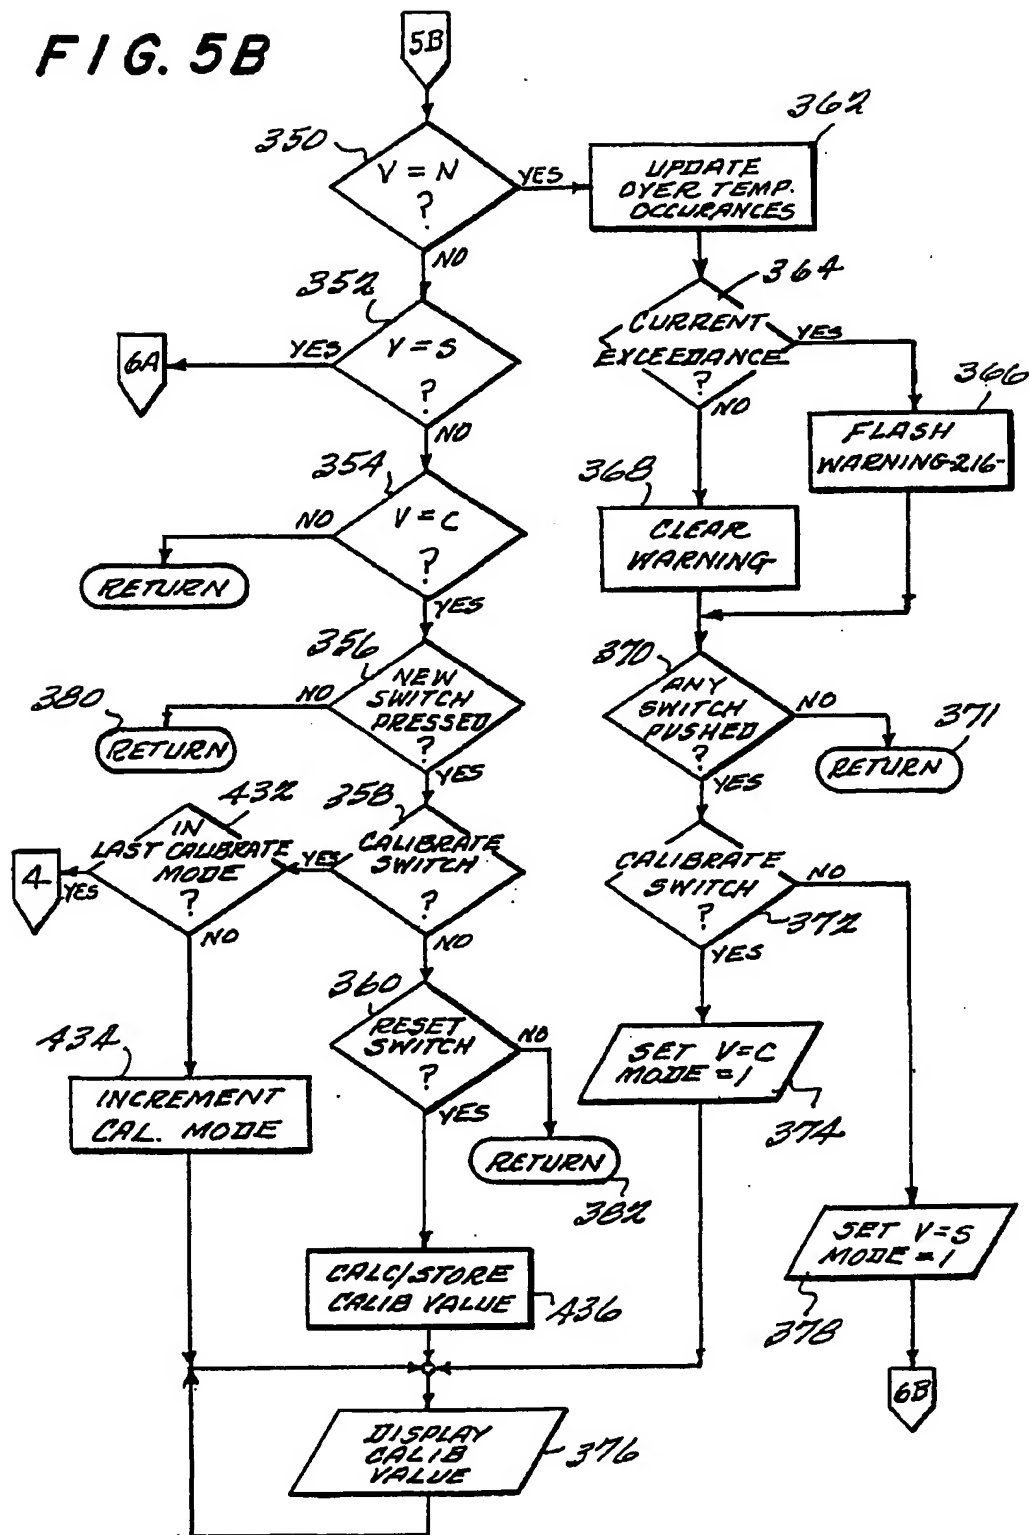 FIG. 5B
5B
350
V = N
?
YES
NO
362
UPDATE
OVER TEMP.
OCCURANCES
352
V = S
?
YES
NO
6A
364
CURRENT
EXCEEDANCE
?
YES
NO
366
FLASH
WARNING-216-
354
V = C
?
NO
YES
RETURN
368
CLEAR
WARNING
356
NEW
SWITCH
PRESSED
?
NO
YES
380
RETURN
370
ANY
SWITCH
PUSHED
?
NO
YES
371
RETURN
432
IN
LAST CALIBRATE
MODE
?
YES
NO
4
358
CALIBRATE
SWITCH
?
YES
NO
CALIBRATE
SWITCH
?
372
NO
YES
360
RESET
SWITCH
?
NO
YES
RETURN
382
434
INCREMENT
CAL. MODE
SET V=C
MODE = 1
374
SET V=S
MODE = 1
378
6B
CALC/STORE
CALIB VALUE
436
DISPLAY
CALIB
VALUE
376